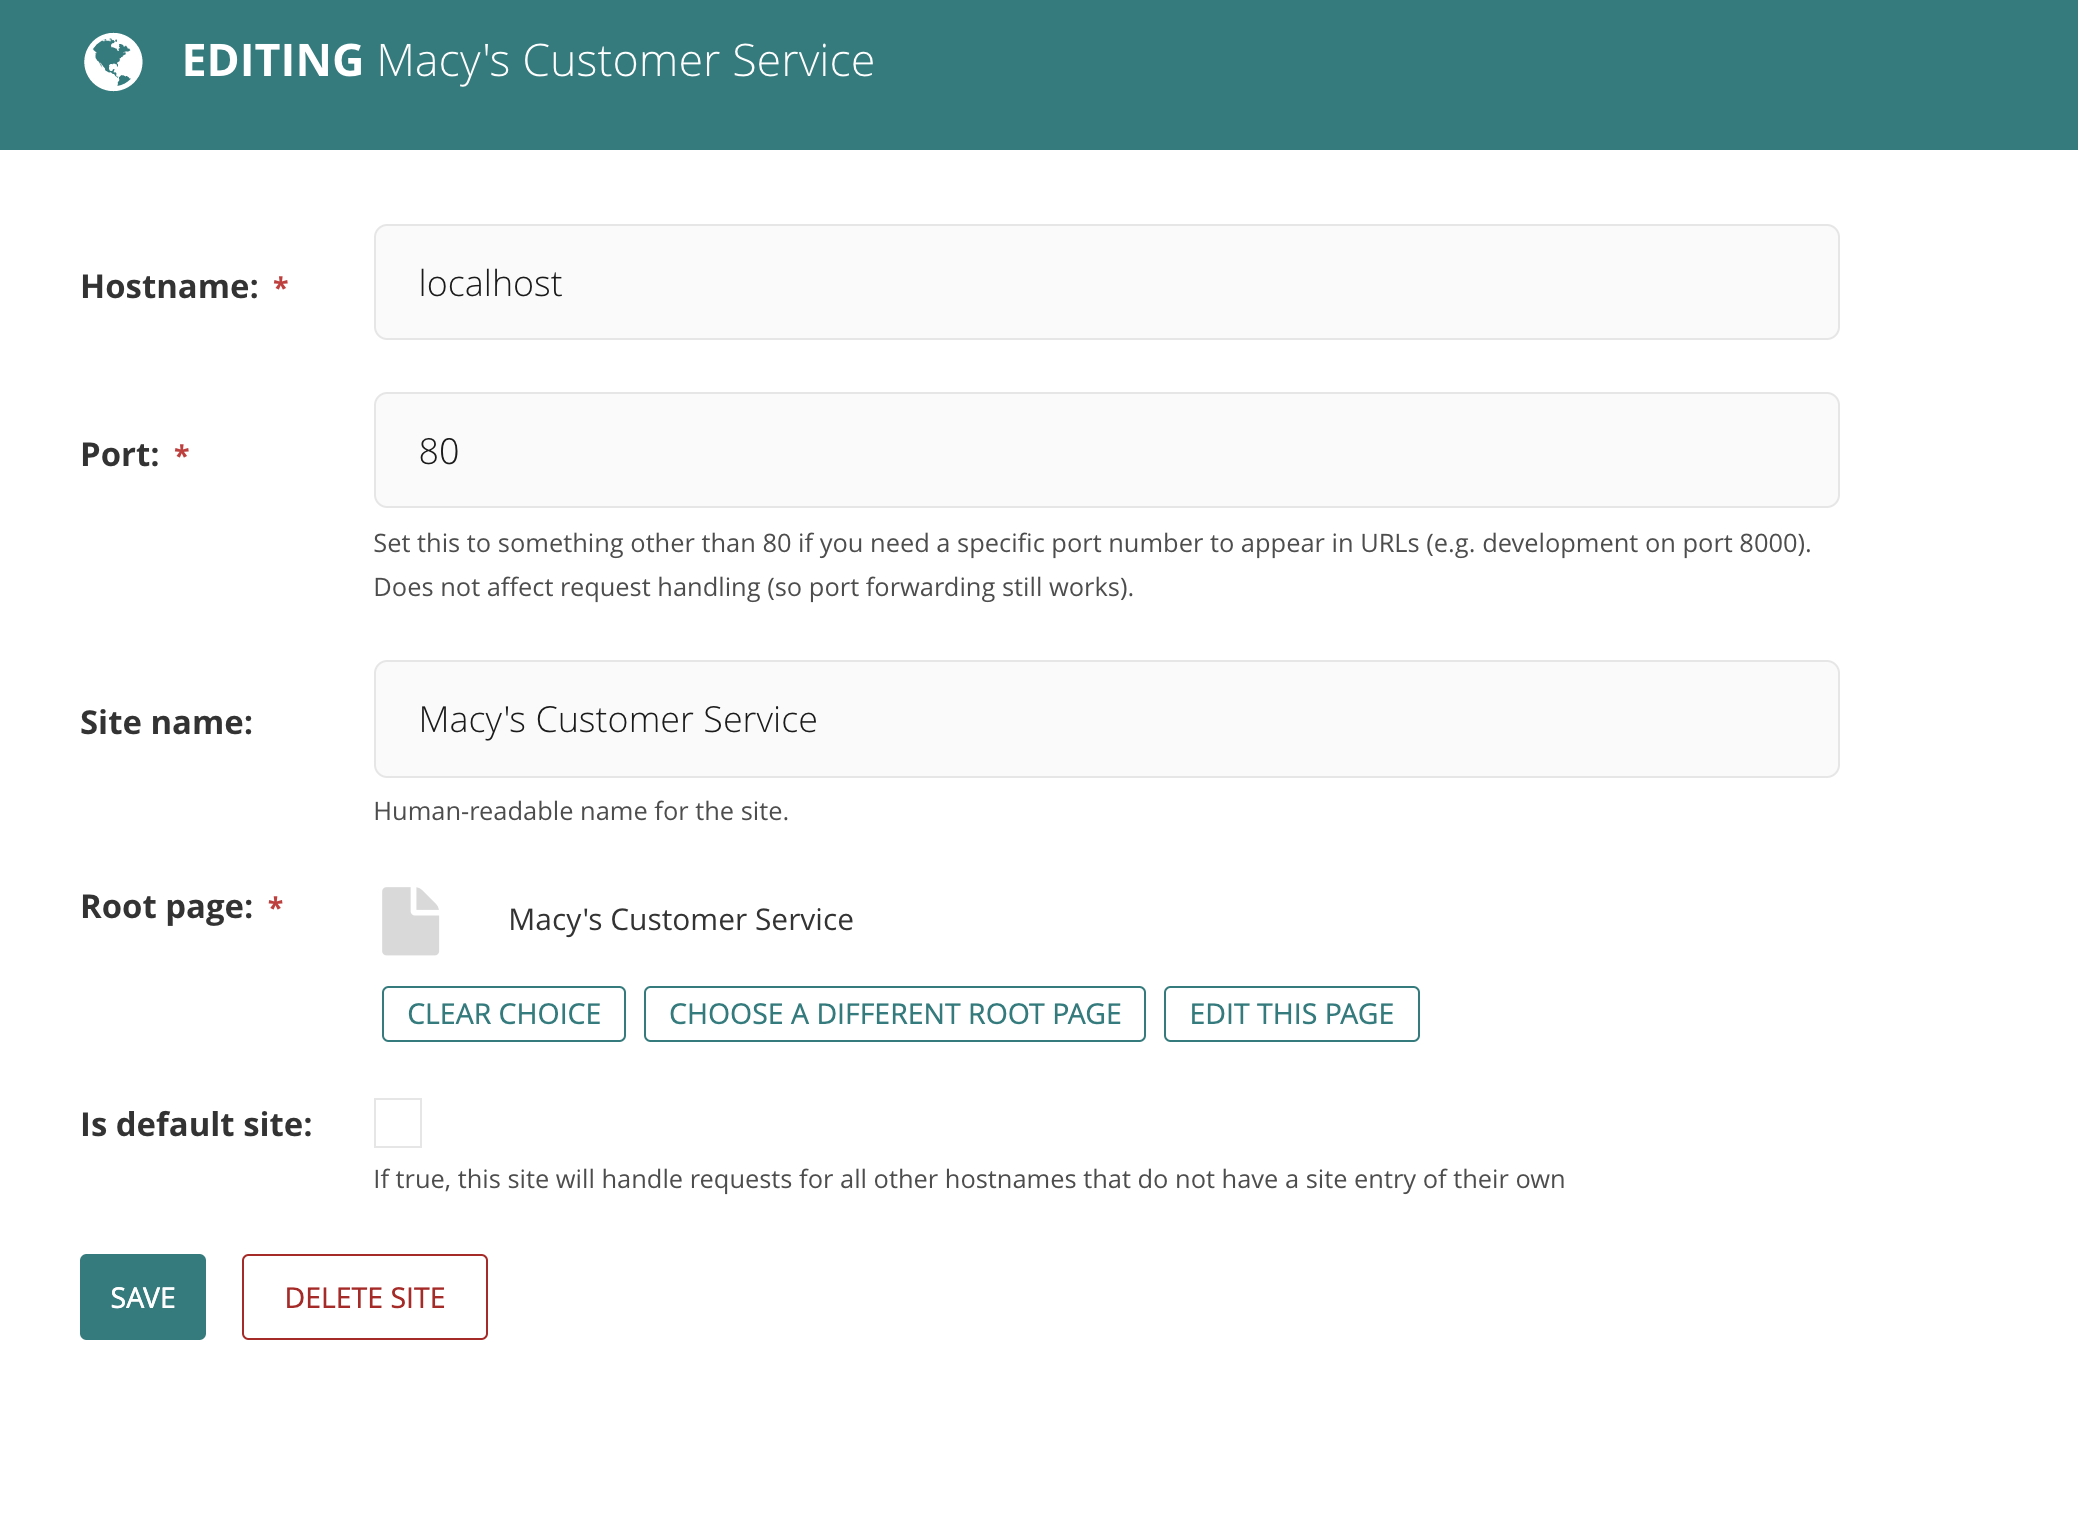 EDITING Macy's Customer Service
Hostname: *
localhost
Port: *
80
Set this to something other than 80 if you need a specific port number to appear in URLs (e.g. development on port 8000).
Does not affect request handling (so port forwarding still works).
Site name:
Macy's Customer Service
Human-readable name for the site.
Root page: *
Macy's Customer Service
CLEAR CHOICE
CHOOSE A DIFFERENT ROOT PAGE
EDIT THIS PAGE
Is default site:
If true, this site will handle requests for all other hostnames that do not have a site entry of their own
SAVE
DELETE SITE